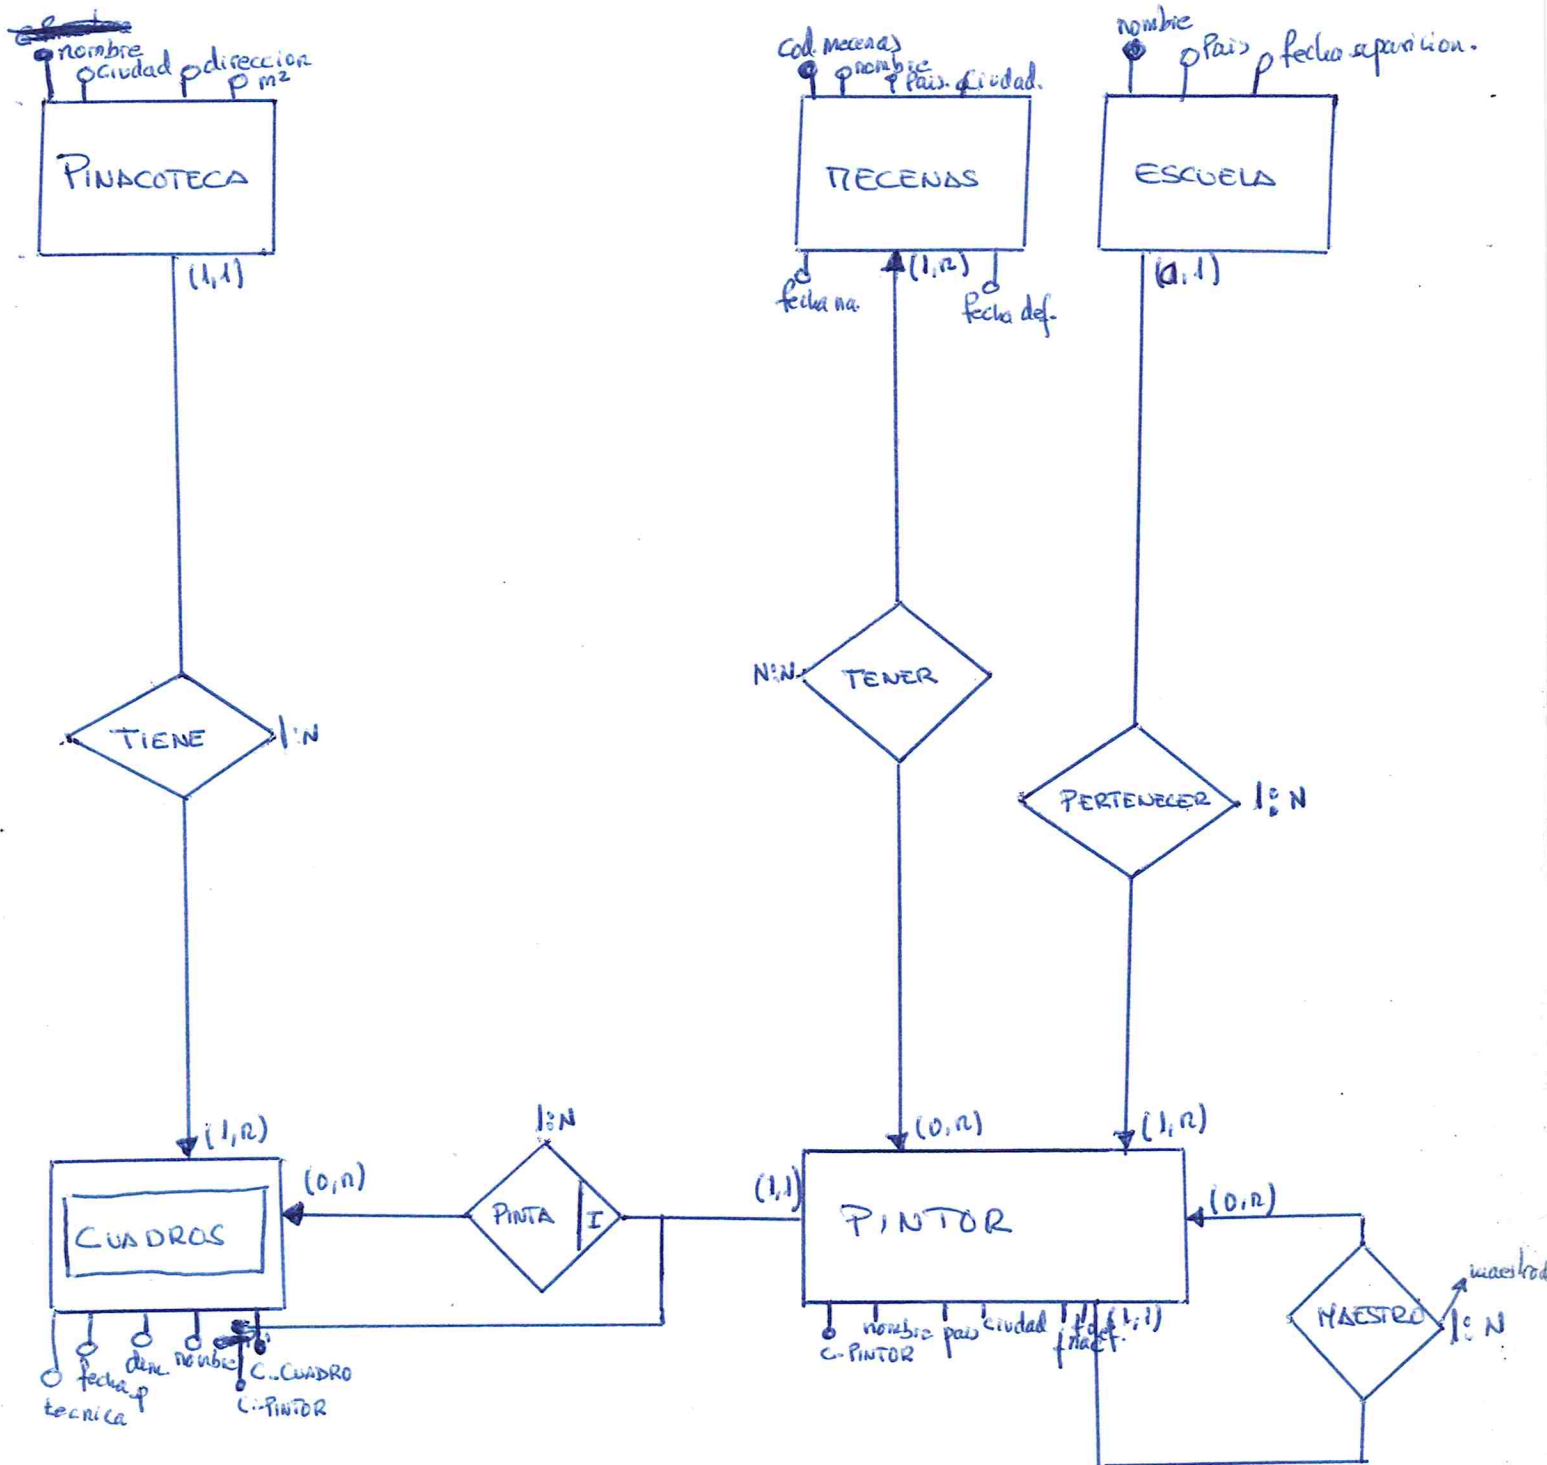 nombre
ciudad
direccion
m²
PINACOTECA
(1,1)
Cod. Mecenas
nombre
Pais.
Ciudad.
MECENAS
fecha na.
(1,n)
fecha def.
nombre
Pais
fecha aparicion.
ESCUELA
(0,1)
TIENE
1:N
N:N
TENER
PERTENECER
1:N
(1,n)
(0,n)
(1,n)
CUADROS
(0,n)
1:N
PINTA
I
(1,1)
PINTOR
(0,n)
MAESTRO
1:N
tecnica
fecha p
dim.
nombre
C.CUADRO
C.PINTOR
C-PINTOR
nombre
pais
ciudad
(1,1)